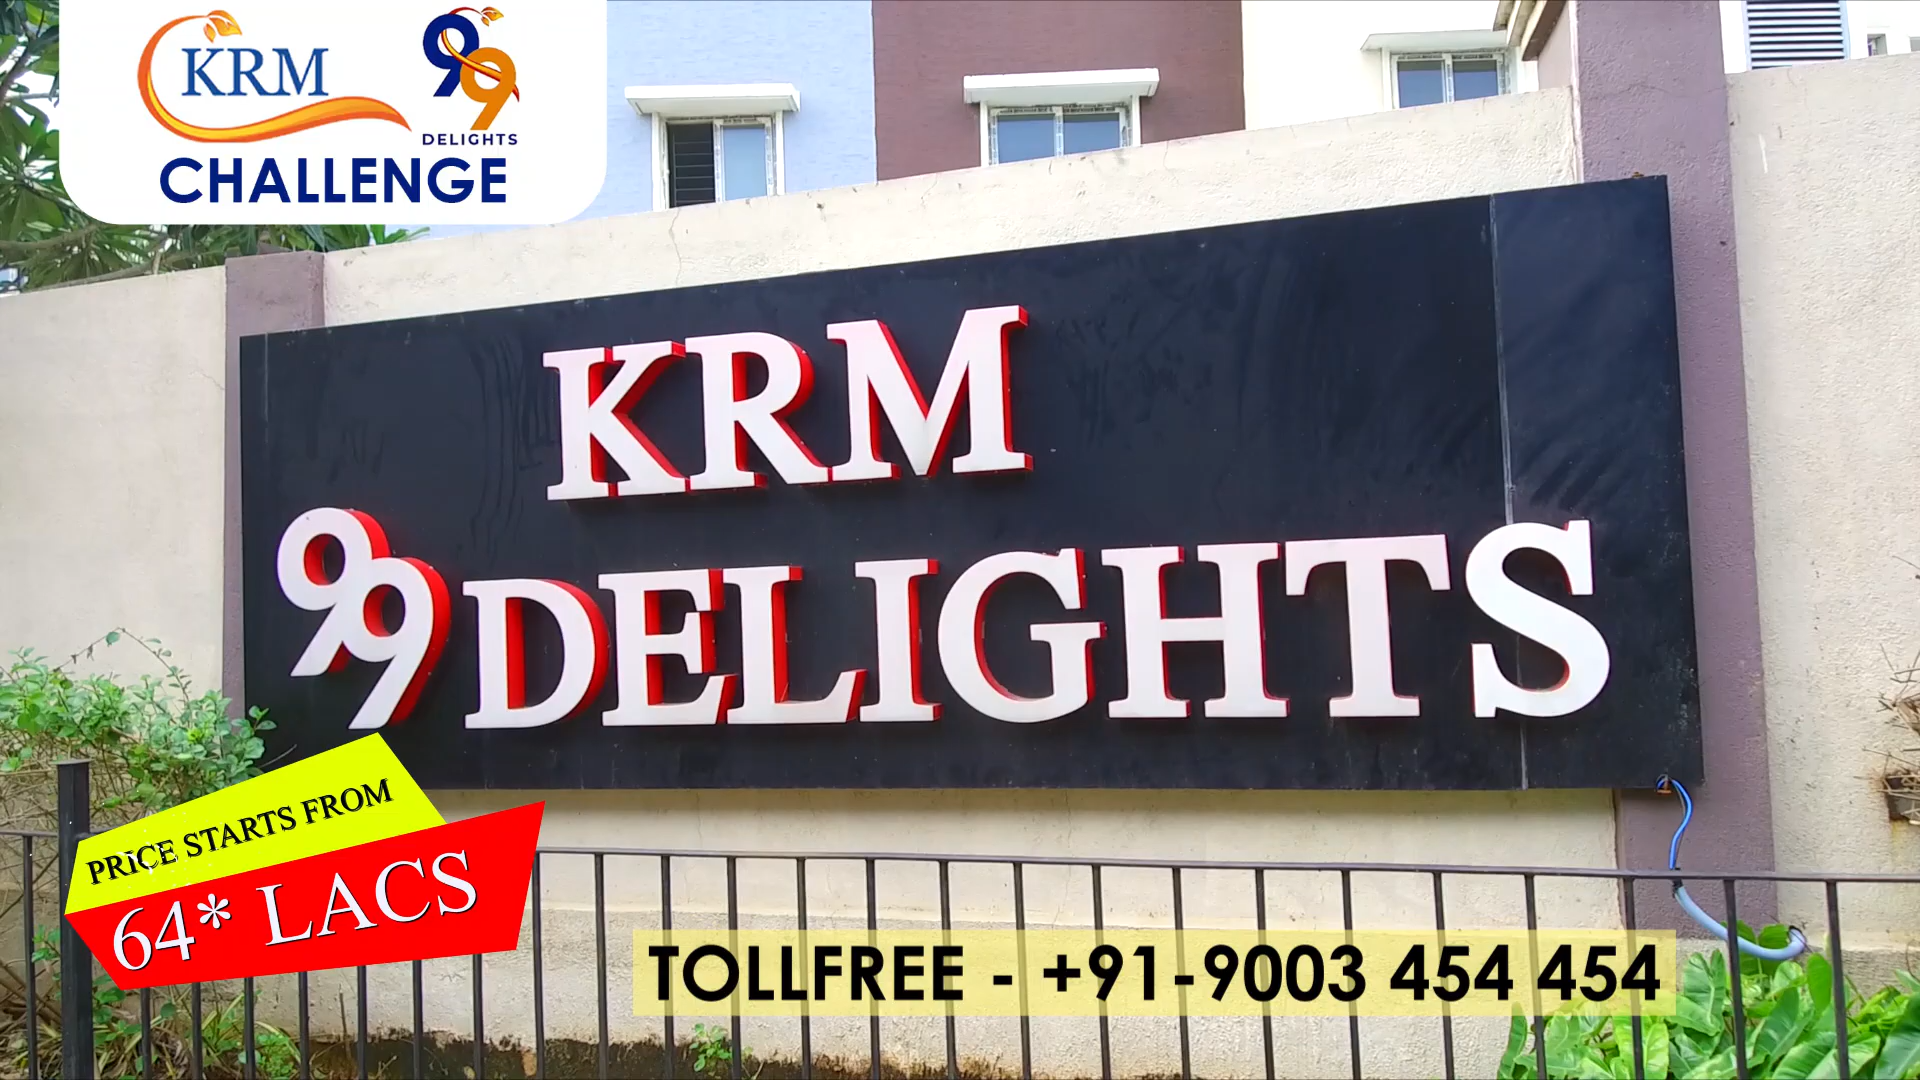 KRM
99
DELIGHTS
CHALLENGE
KRM
99 DELIGHTS
PRICE STARTS FROM
64* LACS
TOLLFREE - +91-9003 454 454